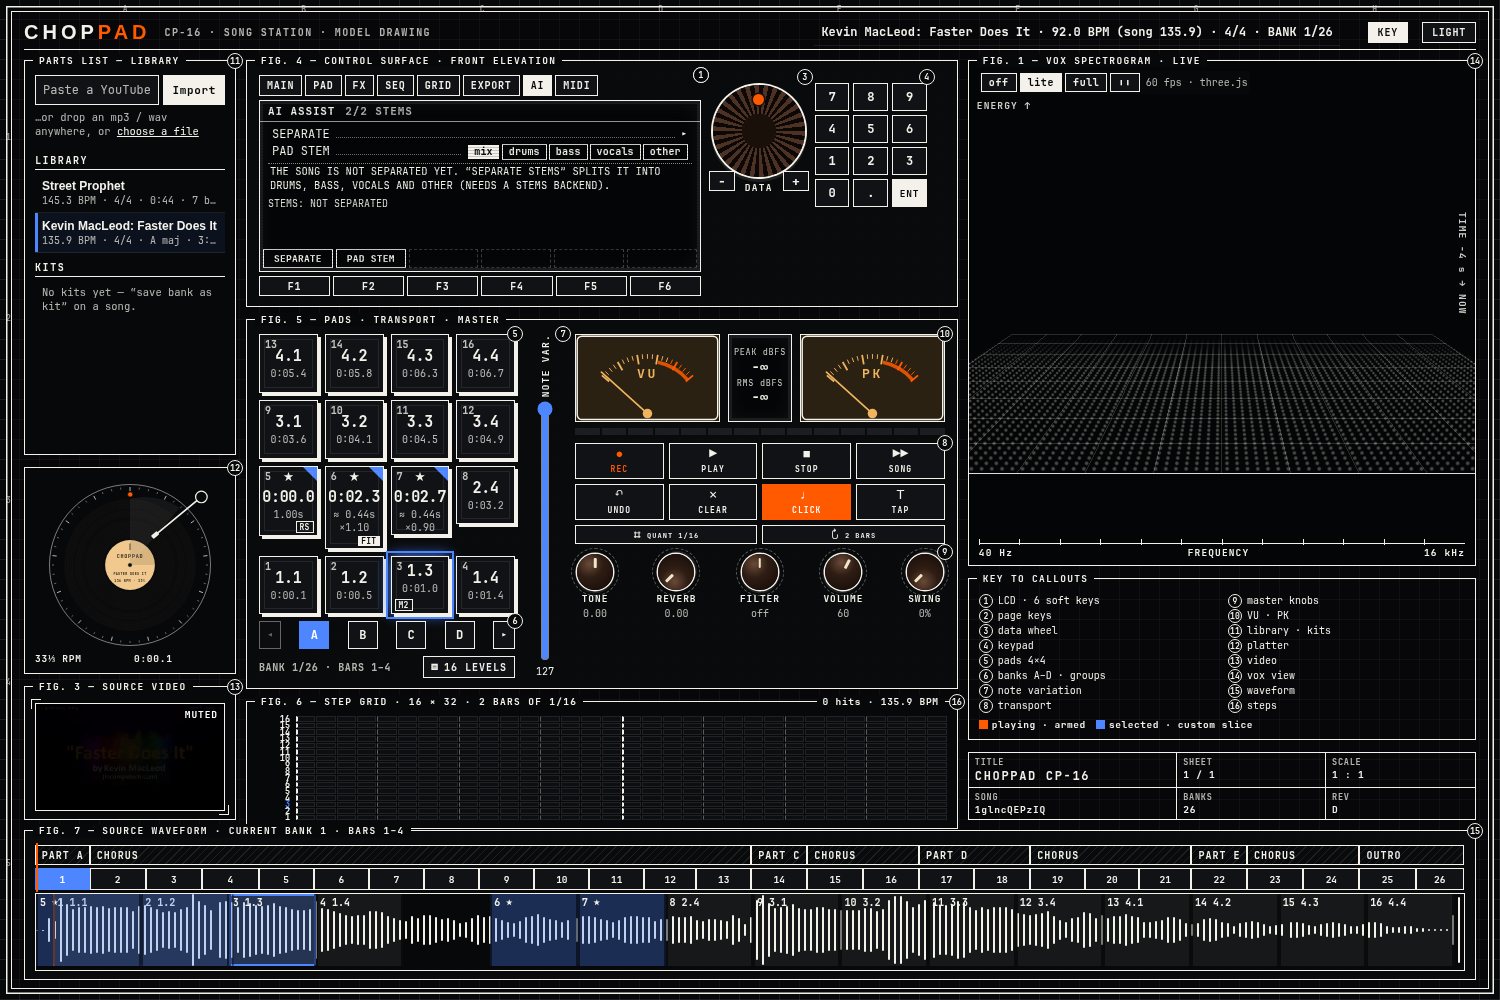 CHOPPAD CP-16 · SONG STATION · MODEL DRAWING
Kevin MacLeod: Faster Does It · 92.0 BPM (song 135.9) · 4/4 · BANK 1/26
KEY
LIGHT
PARTS LIST — LIBRARY
11
Paste a YouTube
Import
…or drop an mp3 / wav
anywhere, or choose a file
LIBRARY
Street Prophet
145.3 BPM · 4/4 · 0:44 · 7 b…
Kevin MacLeod: Faster Does It
135.9 BPM · 4/4 · A maj · 3:…
KITS
No kits yet — “save bank as
kit” on a song.
12
CHOPPAD
33⅓ RPM 0:00.1
FIG. 3 — SOURCE VIDEO
13
MUTED
"Faster Does It"
by Kevin MacLeod
FIG. 4 — CONTROL SURFACE · FRONT ELEVATION
MAIN PAD FX SEQ GRID EXPORT AI MIDI
1
AI ASSIST 2/2 STEMS
SEPARATE
PAD STEM mix drums bass vocals other
THE SONG IS NOT SEPARATED YET. “SEPARATE STEMS” SPLITS IT INTO
DRUMS, BASS, VOCALS AND OTHER (NEEDS A STEMS BACKEND).
STEMS: NOT SEPARATED
SEPARATE PAD STEM
F1 F2 F3 F4 F5 F6
3
- DATA +
4
7 8 9
4 5 6
1 2 3
0 . ENT
FIG. 5 — PADS · TRANSPORT · MASTER
5
13 4.1 0:05.4
14 4.2 0:05.8
15 4.3 0:06.3
16 4.4 0:06.7
9 3.1 0:03.6
10 3.2 0:04.1
11 3.3 0:04.5
12 3.4 0:04.9
5 ★ 0:00.0 1.00s RS
6 ★ 0:02.3 ≈ 0.44s ×1.10 FIT
7 ★ 0:02.7 ≈ 0.44s ×0.90
8 2.4 0:03.2
1 1.1 0:00.1
2 1.2 0:00.5
3 1.3 0:01.0 M2
4 1.4 0:01.4
6
A B C D
BANK 1/26 · BARS 1–4
16 LEVELS
7
NOTE VAR.
127
10
VU
PEAK dBFS
-∞
RMS dBFS
-∞
PK
8
REC PLAY STOP SONG
UNDO CLEAR CLICK TAP
QUANT 1/16 2 BARS
9
TONE REVERB FILTER VOLUME SWING
0.00 0.00 off 60 0%
FIG. 6 — STEP GRID · 16 × 32 · 2 BARS OF 1/16
0 hits · 135.9 BPM
16
FIG. 1 — VOX SPECTROGRAM · LIVE
14
off lite full 60 fps · three.js
ENERGY ↑
TIME -4 s → NOW
40 Hz FREQUENCY 16 kHz
KEY TO CALLOUTS
1 LCD · 6 soft keys
2 page keys
3 data wheel
4 keypad
5 pads 4×4
6 banks A–D · groups
7 note variation
8 transport
9 master knobs
10 VU · PK
11 library · kits
12 platter
13 video
14 vox view
15 waveform
16 steps
playing · armed selected · custom slice
TITLE
CHOPPAD CP-16
SHEET
1 / 1
SCALE
1 : 1
SONG
1glncQEPzIQ
BANKS
26
REV
D
FIG. 7 — SOURCE WAVEFORM · CURRENT BANK 1 · BARS 1–4
15
PART A CHORUS PART C CHORUS PART D CHORUS PART E CHORUS OUTRO
1 2 3 4 5 6 7 8 9 10 11 12 13 14 15 16 17 18 19 20 21 22 23 24 25 26
5 ★ 1 1.1 2 1.2 3 1.3 4 1.4 6 ★ 7 ★ 8 2.4 9 3.1 10 3.2 11 3.3 12 3.4 13 4.1 14 4.2 15 4.3 16 4.4